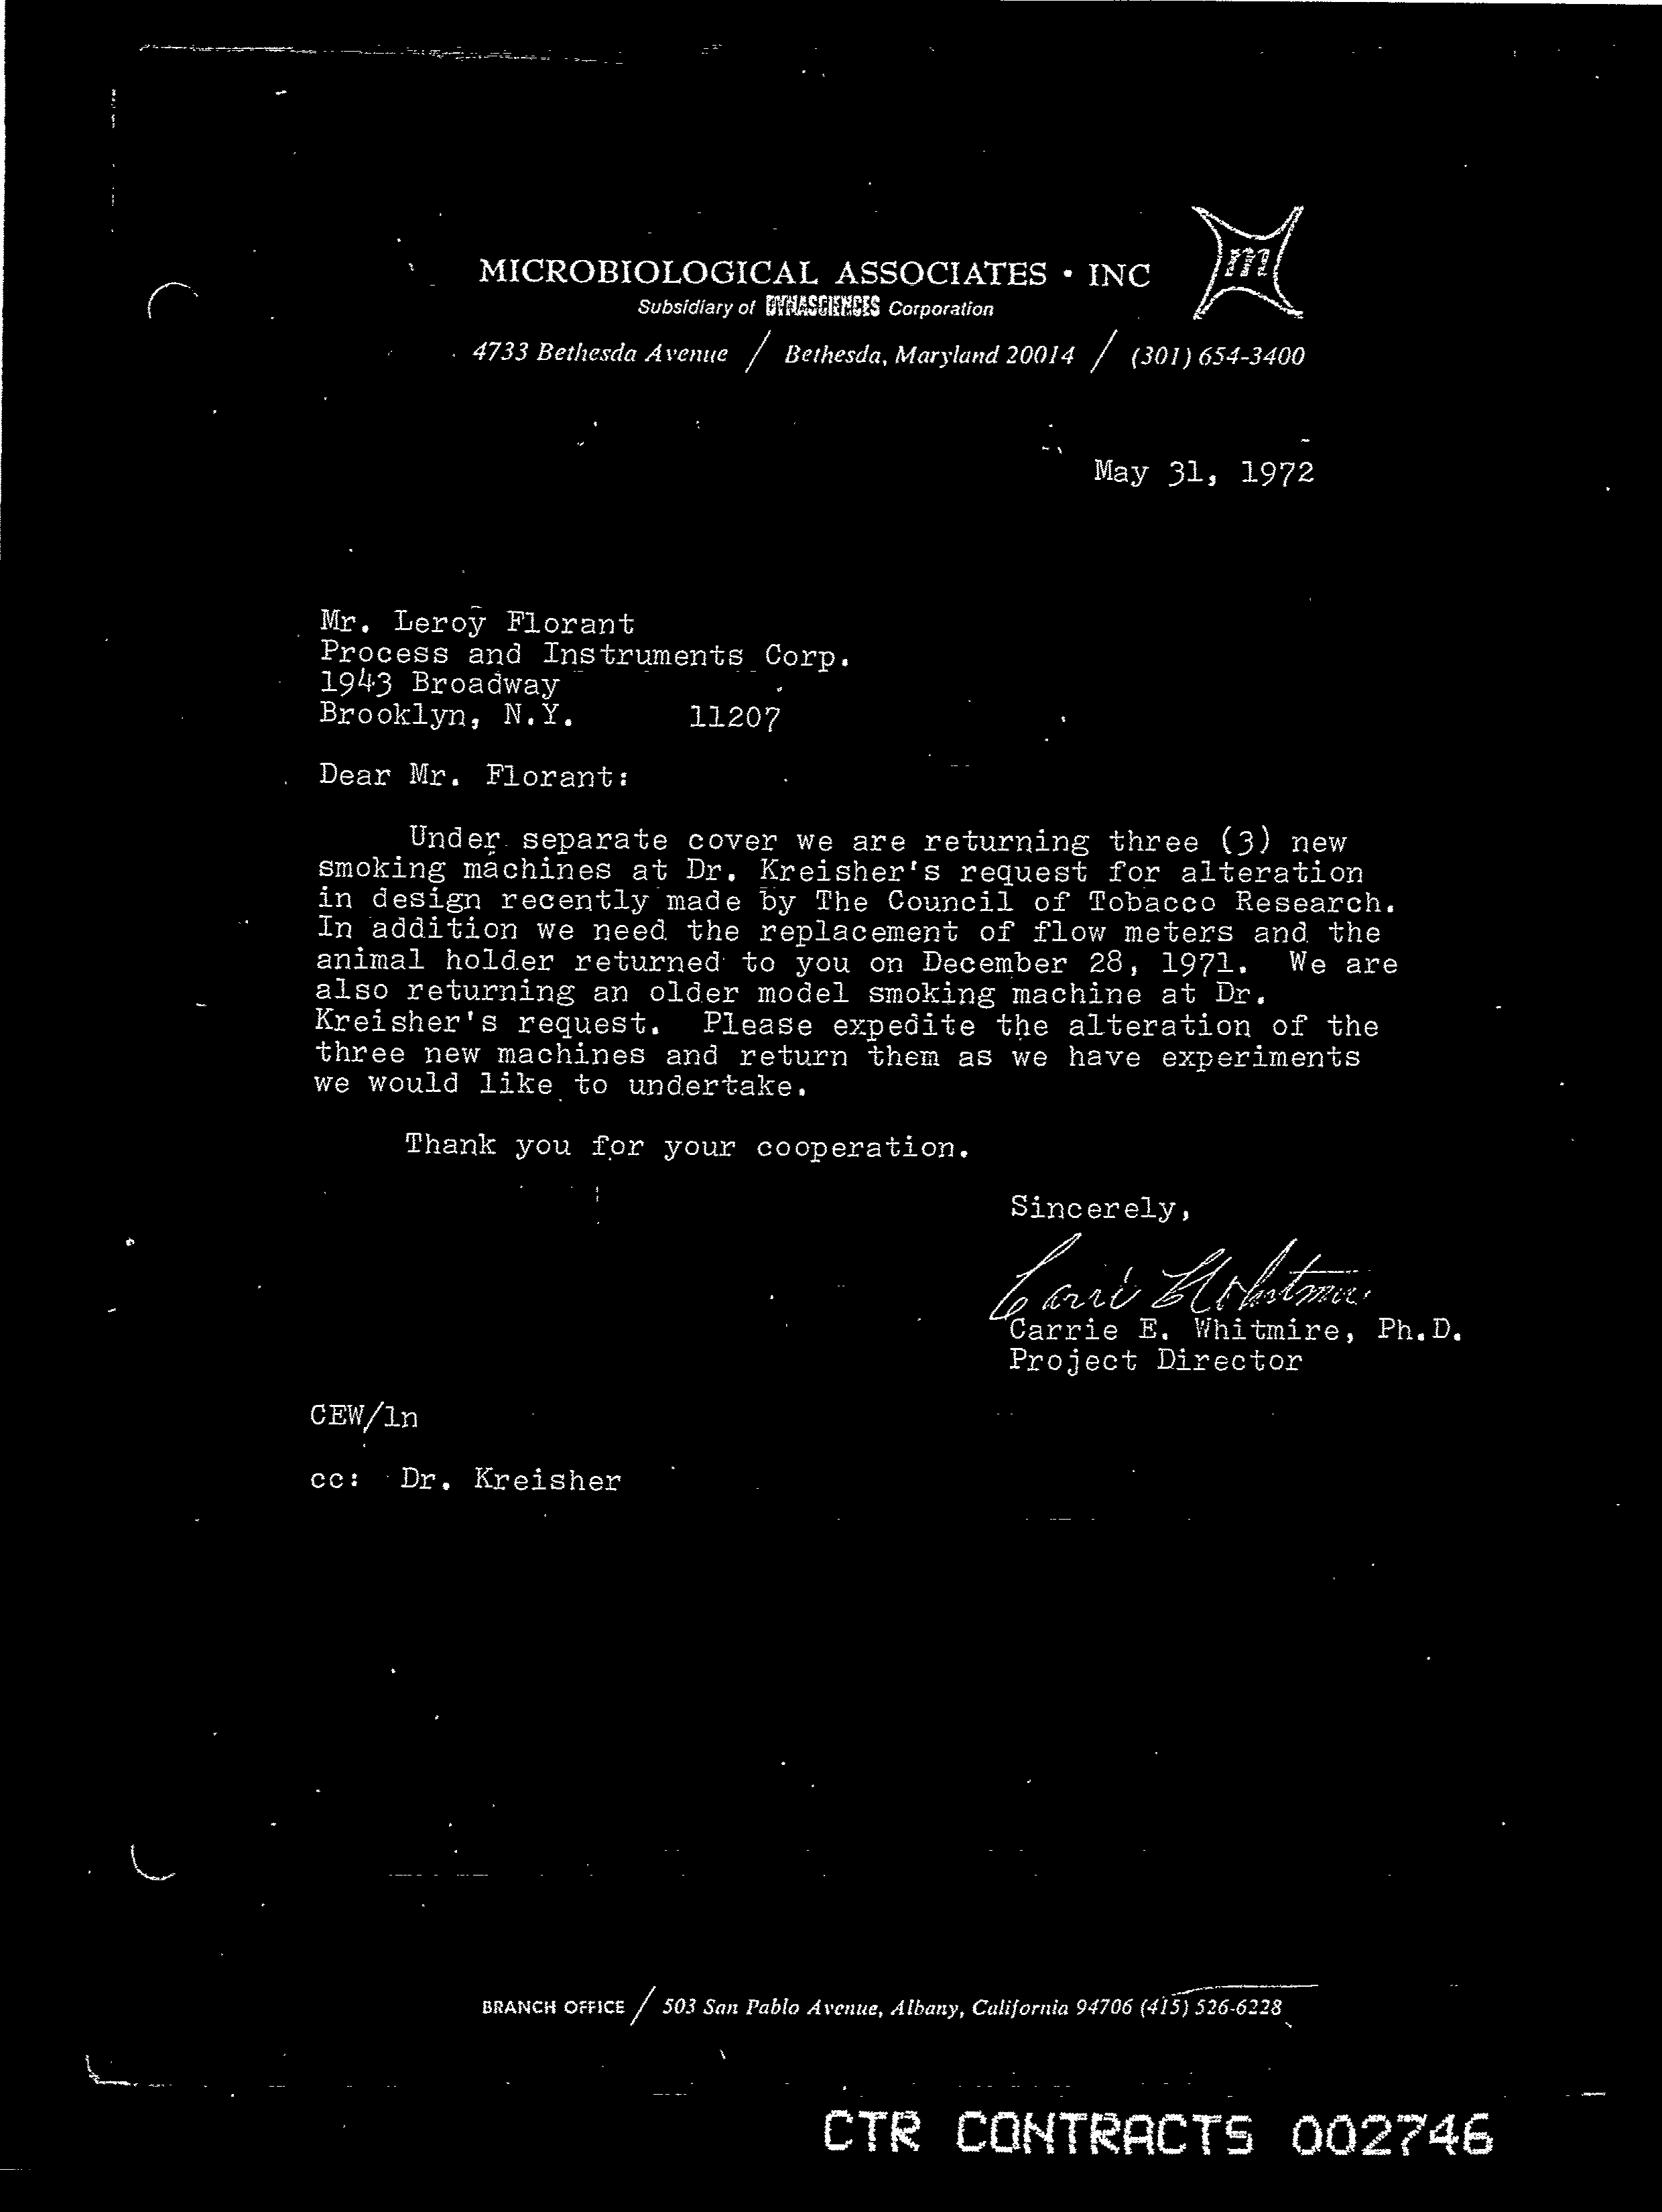 MICROBIOLOGICAL ASSOCIATES • INC
m
Subsidiary of DYNASCIENCES Corporation
4733 Bethesda Avenue / Bethesda, Maryland 20014 / (301) 654-3400
May 31, 1972
Mr. Leroy Florant
Process and Instruments Corp.
1943 Broadway
Brooklyn, N.Y. 11207
Dear Mr. Florant:
Under separate cover we are returning three (3) new
smoking machines at Dr. Kreisher's request for alteration
in design recently made by The Council of Tobacco Research.
In addition we need the replacement of flow meters and the
animal holder returned to you on December 28, 1971. We are
also returning an older model smoking machine at Dr.
Kreisher's request. Please expedite the alteration of the
three new machines and return them as we have experiments
we would like to undertake.
Thank you for your cooperation.
Sincerely,
Carrie E Whitmire
Carrie E. Whitmire, Ph.D.
Project Director
CEW/ln
cc: Dr. Kreisher
BRANCH OFFICE / 503 San Pablo Avenue, Albany, California 94706 (415) 526-6228
CTR CONTRACTS 002746